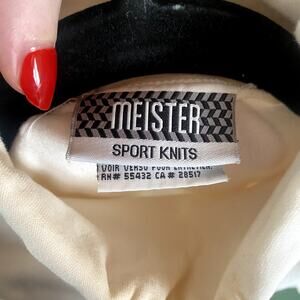 MEISTER
SPORT KNITS
VOIR VERSO POUR ENTRETIEN.
RN# 55432 CA # 28517